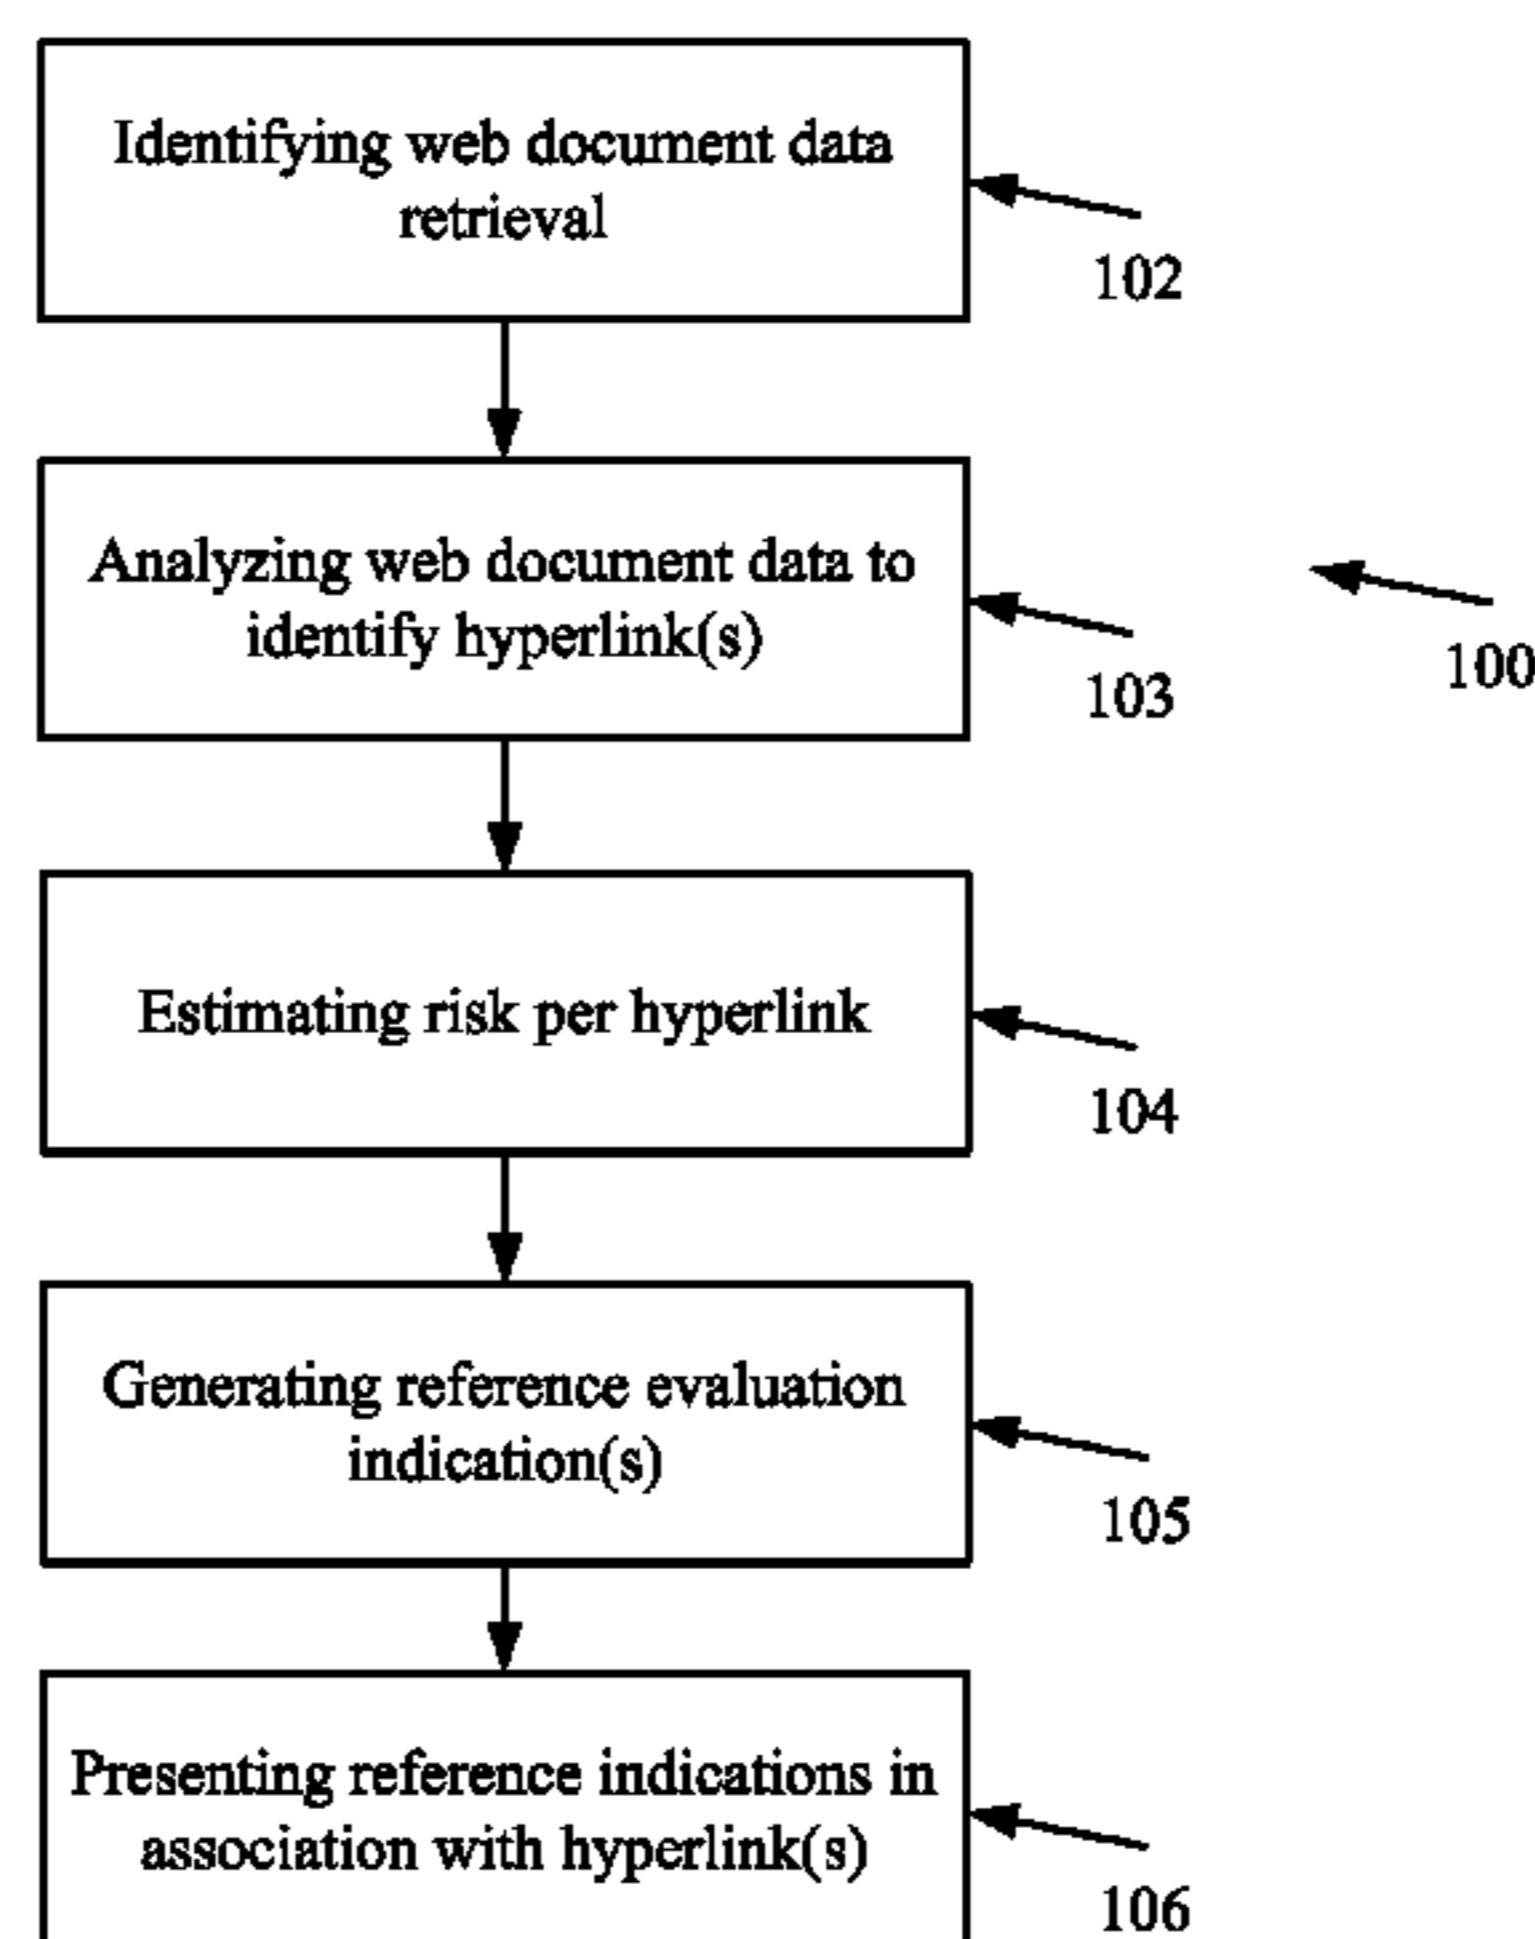 Identifying web document data
retrieval
102
Analyzing web document data to
identify hyperlink(s)
103
100
Estimating risk per hyperlink
104
Generating reference evaluation
indication(s)
105
Presenting reference indications in
association with hyperlink(s)
106